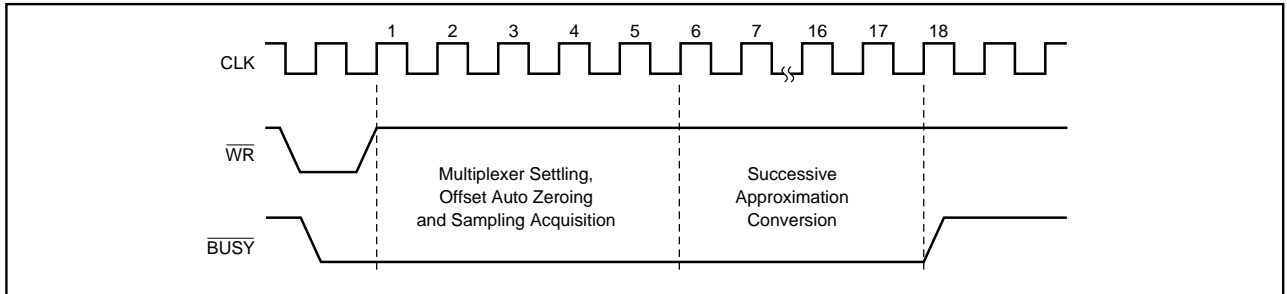 1 2 3 4 5 6 7 16 17 18
CLK
WR
Multiplexer Settling,
Offset Auto Zeroing
and Sampling Acquisition
Successive
Approximation
Conversion
BUSY